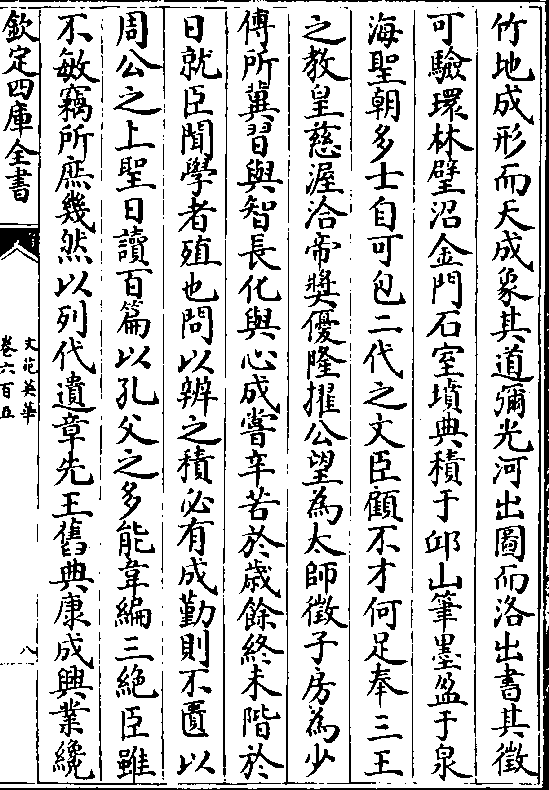 竹地成形而天成象其道彌光河出圖而洛出書其徵
可驗環林璧沼金門石室墳典積于邱山筆墨盈于泉
海聖朝多士自可包二代之文臣顧不才何足奉三王
之教皇慈渥洽帝奬優隆擢公望為太師徵子房為少
傅所冀習與智長化與心成嘗辛苦於歲餘終未階於
日就臣聞學者殖也問以辨之積必有成勤則不匱以
周公之上聖日讀百篇以孔父之多能韋編三絶臣雖
不敏竊所庶幾然以列代遺章先王舊典康成興業纔
欽定四庫全書
文苑英華
卷六百五
八